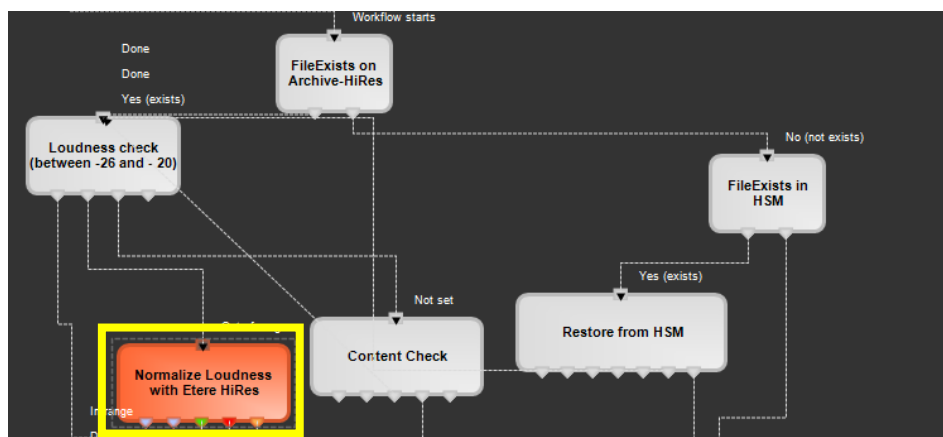 Workflow starts
Done
FileExists on
Archive-HiRes
Done
Yes (exists)
No (not exists)
Loudness check
(between -26 and - 20)
FileExists in
HSM
Yes (exists)
Not set
Restore from HSM
Content Check
Normalize Loudness
with Etere HiRes
In range